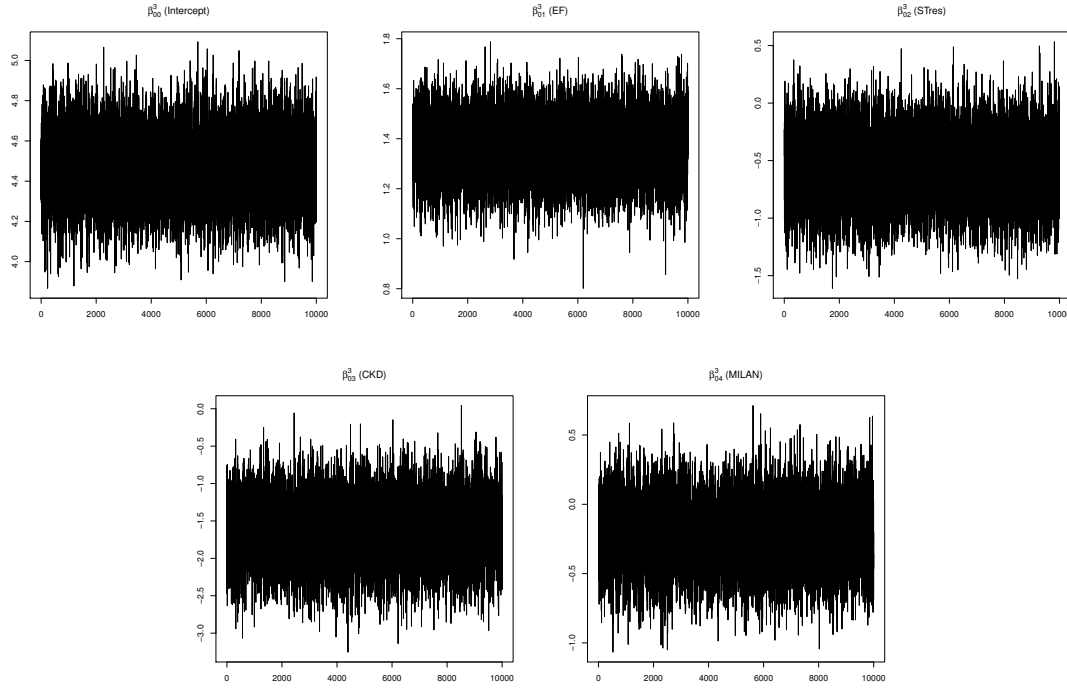 β³₀₀ (Intercept)
4.0 4.2 4.4 4.6 4.8 5.0
0 2000 4000 6000 8000 10000
β³₀₁ (EF)
0.8 1.0 1.2 1.4 1.6 1.8
0 2000 4000 6000 8000 10000
β³₀₂ (STres)
−1.5 −1.0 −0.5 0.0 0.5
0 2000 4000 6000 8000 10000
β³₀₃ (CKD)
−3.0 −2.5 −2.0 −1.5 −1.0 −0.5 0.0
0 2000 4000 6000 8000 10000
β³₀₄ (MILAN)
−1.0 −0.5 0.0 0.5
0 2000 4000 6000 8000 10000